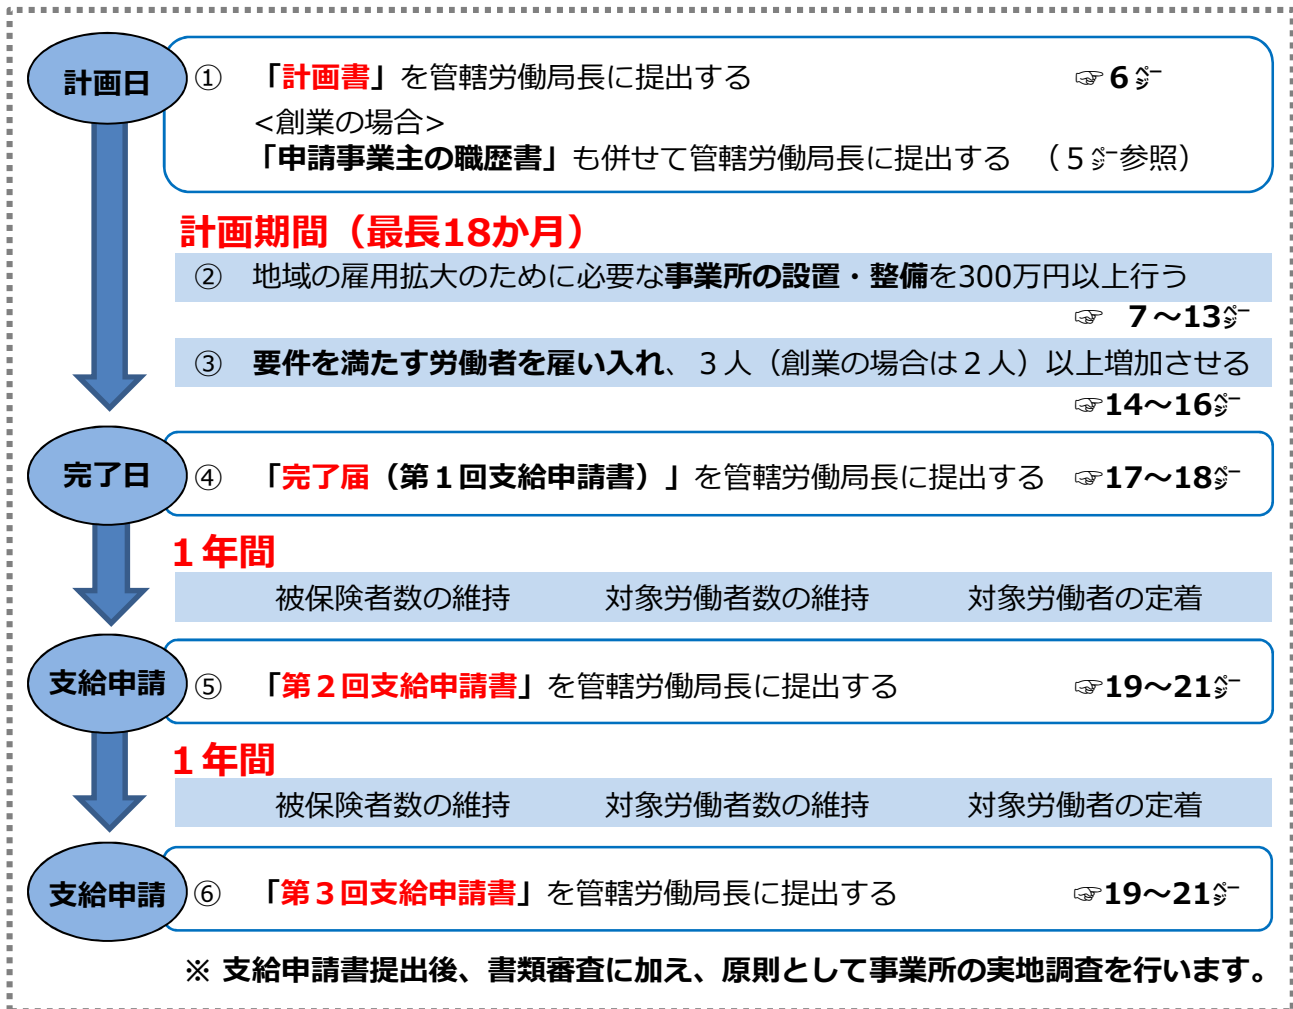 計画日
① 「計画書」を管轄労働局長に提出する ☞6㌻
<創業の場合>
「申請事業主の職歴書」も併せて管轄労働局長に提出する （５㌻参照）
計画期間（最長18か月）
② 地域の雇用拡大のために必要な事業所の設置・整備を300万円以上行う
☞ 7～13㌻
③ 要件を満たす労働者を雇い入れ、３人（創業の場合は２人）以上増加させる
☞14～16㌻
完了日
④ 「完了届（第１回支給申請書）」を管轄労働局長に提出する ☞17～18㌻
１年間
被保険者数の維持 対象労働者数の維持 対象労働者の定着
支給申請
⑤ 「第２回支給申請書」を管轄労働局長に提出する ☞19～21㌻
１年間
被保険者数の維持 対象労働者数の維持 対象労働者の定着
支給申請
⑥ 「第３回支給申請書」を管轄労働局長に提出する ☞19～21㌻
※ 支給申請書提出後、書類審査に加え、原則として事業所の実地調査を行います。